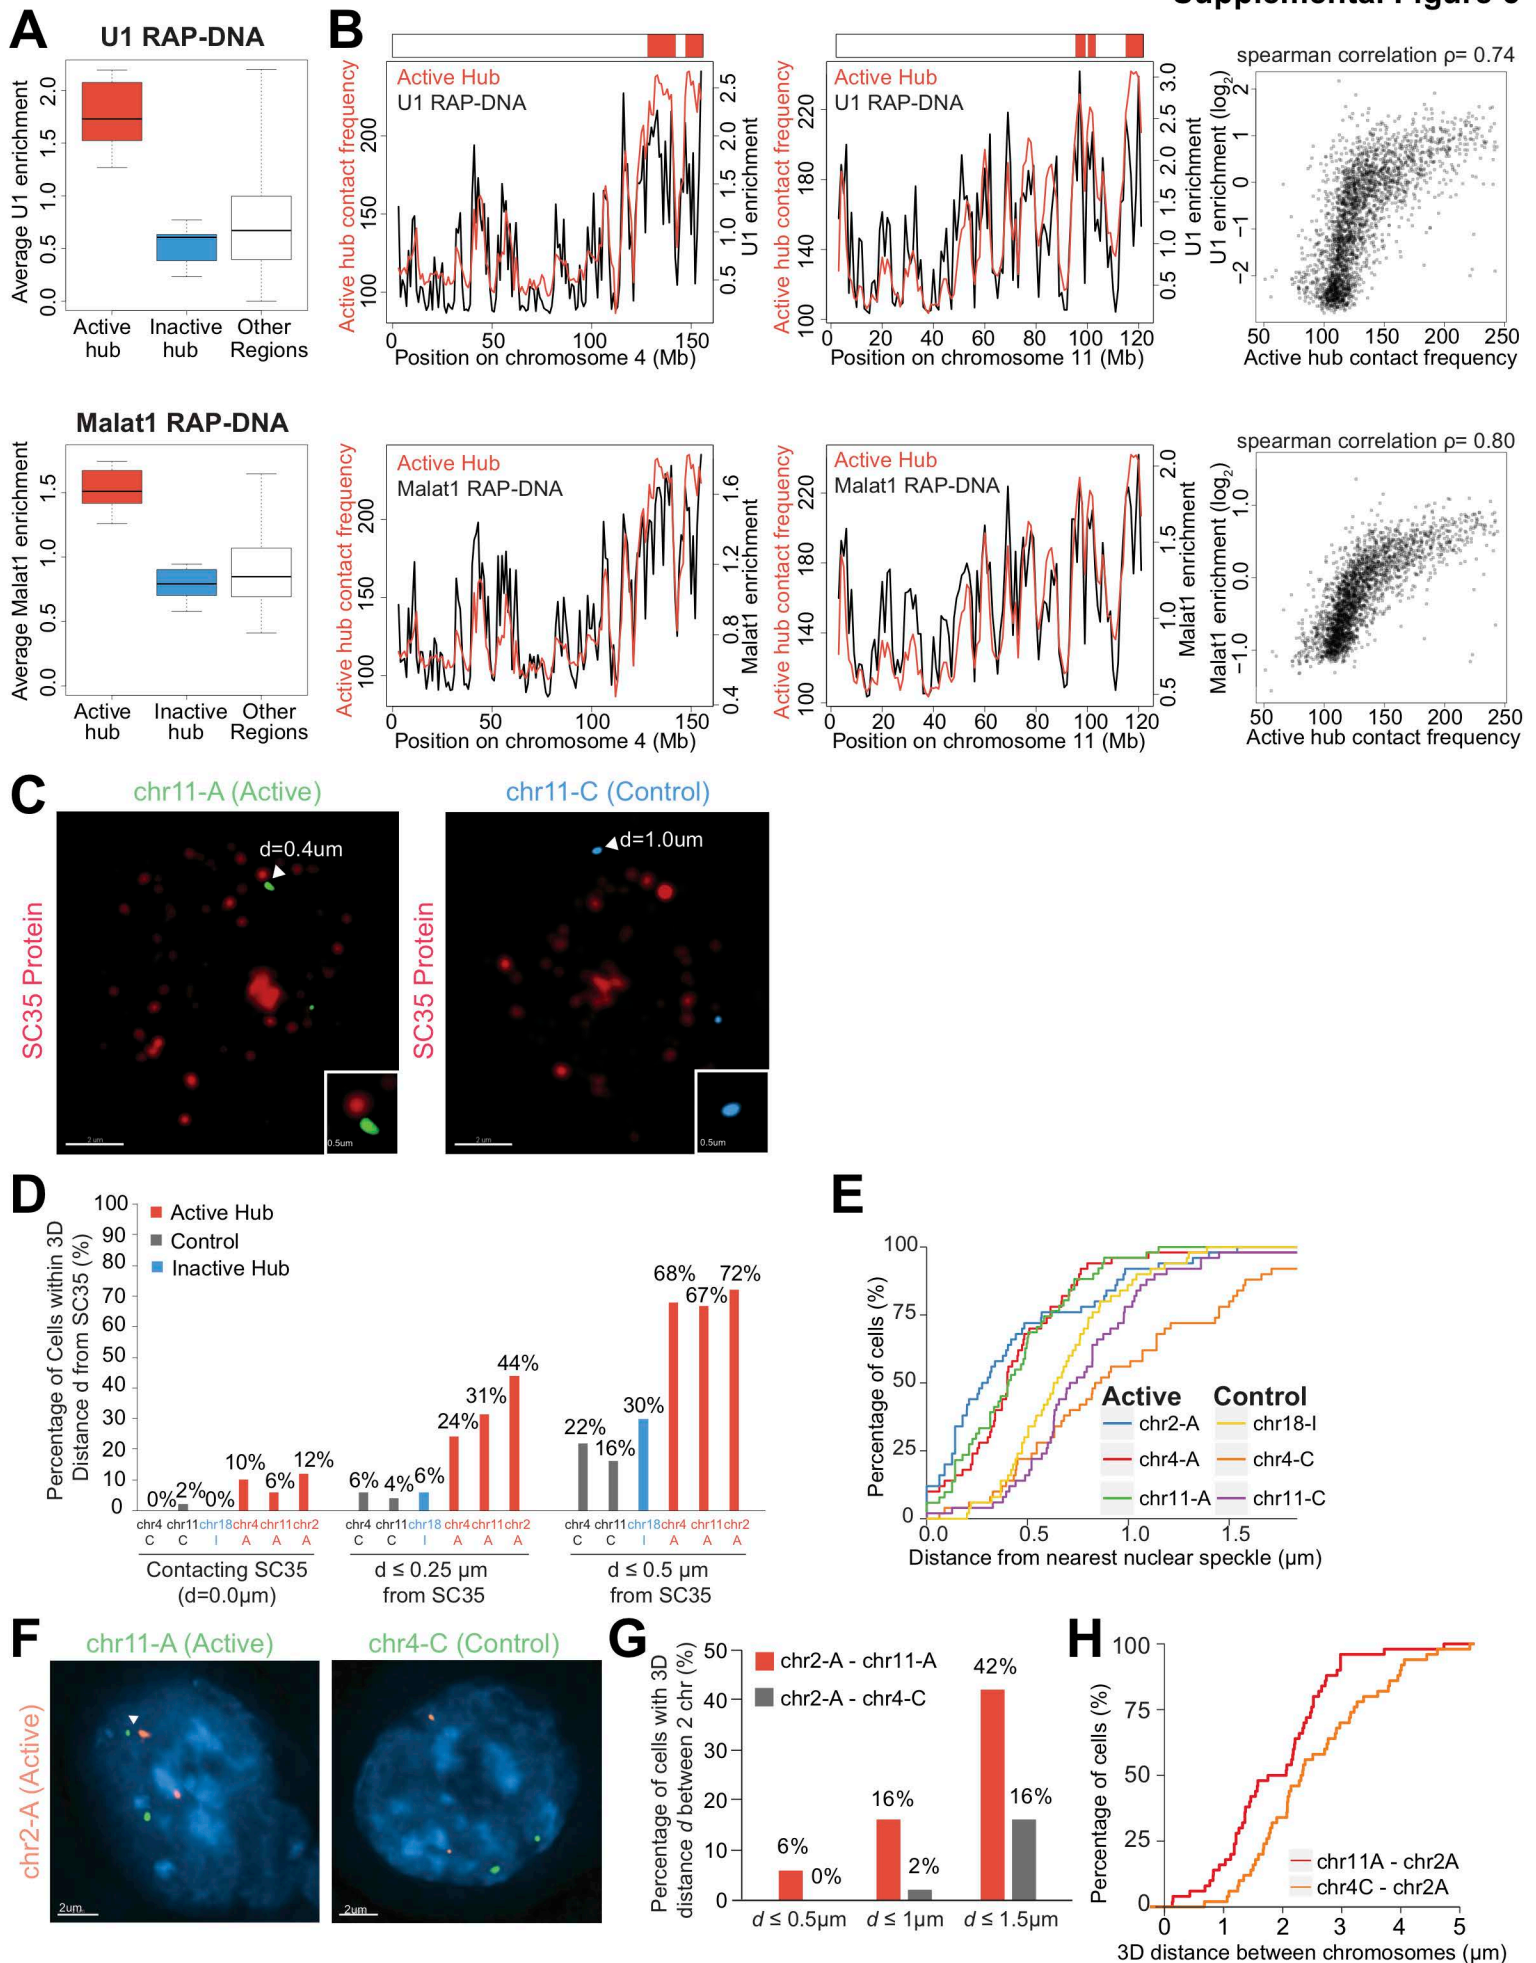 A
U1 RAP-DNA
Average U1 enrichment
0.0 0.5 1.0 1.5 2.0
Active hub
Inactive hub
Other Regions
Malat1 RAP-DNA
Average Malat1 enrichment
0.0 0.5 1.0 1.5
Active hub
Inactive hub
Other Regions
B
Active Hub
U1 RAP-DNA
Active hub contact frequency
100 150 200
U1 enrichment
0.5 1.0 1.5 2.0 2.5
0 50 100 150
Position on chromosome 4 (Mb)
Active Hub
U1 RAP-DNA
Active hub contact frequency
100 140 180 220
U1 enrichment
0.5 1.0 1.5 2.0 2.5 3.0
0 20 40 60 80 100 120
Position on chromosome 11 (Mb)
spearman correlation ρ= 0.74
U1 enrichment (log2)
−2 -1 0 1 2
50 100 150 200 250
Active hub contact frequency
Active Hub
Malat1 RAP-DNA
Active hub contact frequency
100 150 200
Malat1 enrichment
0.4 0.8 1.2 1.6
0 50 100 150
Position on chromosome 4 (Mb)
Active Hub
Malat1 RAP-DNA
Active hub contact frequency
100 140 180 220
Malat1 enrichment
0.5 1.0 1.5 2.0
0 20 40 60 80 100 120
Position on chromosome 11 (Mb)
spearman correlation ρ= 0.80
Malat1 enrichment (log2)
−1.0 0.0 1.0
50 100 150 200 250
Active hub contact frequency
C
chr11-A (Active)
SC35 Protein
d=0.4um
2 um
0.5um
chr11-C (Control)
SC35 Protein
d=1.0um
2 um
0.5um
D
Percentage of Cells within 3D
Distance d from SC35 (%)
100
90
80
70
60
50
40
30
20
10
0
Active Hub
Control
Inactive Hub
0% 2% 0% 10% 6% 12%
6% 4% 6% 24% 31% 44%
22% 16% 30% 68% 67% 72%
chr4 chr11 chr18 chr4 chr11 chr2
C C I A A A
chr4 chr11 chr18 chr4 chr11 chr2
C C I A A A
chr4 chr11 chr18 chr4 chr11 chr2
C C I A A A
Contacting SC35
(d=0.0µm)
d ≤ 0.25 µm
from SC35
d ≤ 0.5 µm
from SC35
E
Percentage of cells (%)
100
75
50
25
0
Active Control
chr2-A chr18-I
chr4-A chr4-C
chr11-A chr11-C
0.0 0.5 1.0 1.5
Distance from nearest nuclear speckle (µm)
F
chr11-A (Active)
chr4-C (Control)
chr2-A (Active)
2um
2um
G
Percentage of cells with 3D
distance d between 2 chr (%)
50
40
30
20
10
0
chr2-A - chr11-A
chr2-A - chr4-C
6% 0%
16% 2%
42% 16%
d ≤ 0.5µm d ≤ 1µm d ≤ 1.5µm
H
Percentage of cells (%)
100
75
50
25
0
chr11A - chr2A
chr4C - chr2A
0 1 2 3 4 5
3D distance between chromosomes (µm)